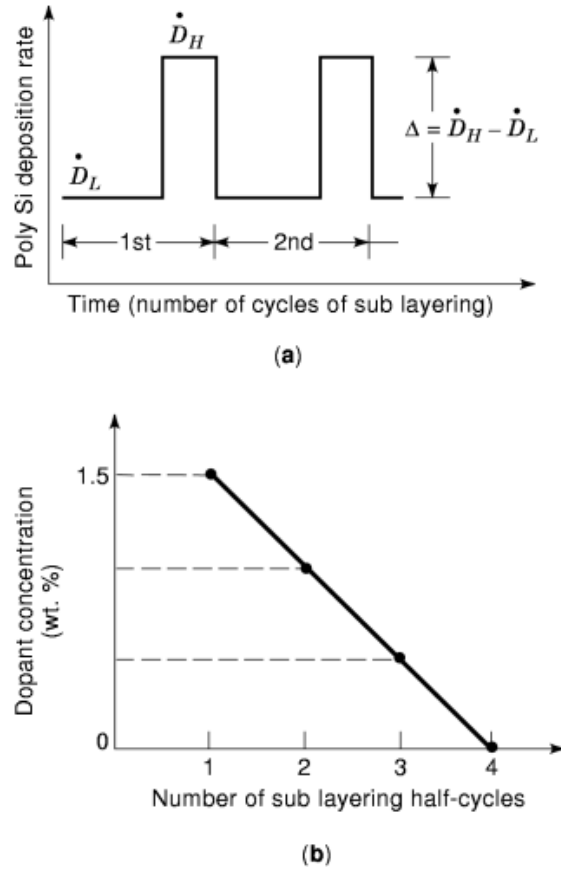 Poly Si deposition rate
Ḋ_H
Ḋ_L
Δ = Ḋ_H − Ḋ_L
1st
2nd
Time (number of cycles of sub layering)
(a)
Dopant concentration
(wt. %)
1.5
0
1 2 3 4
Number of sub layering half-cycles
(b)